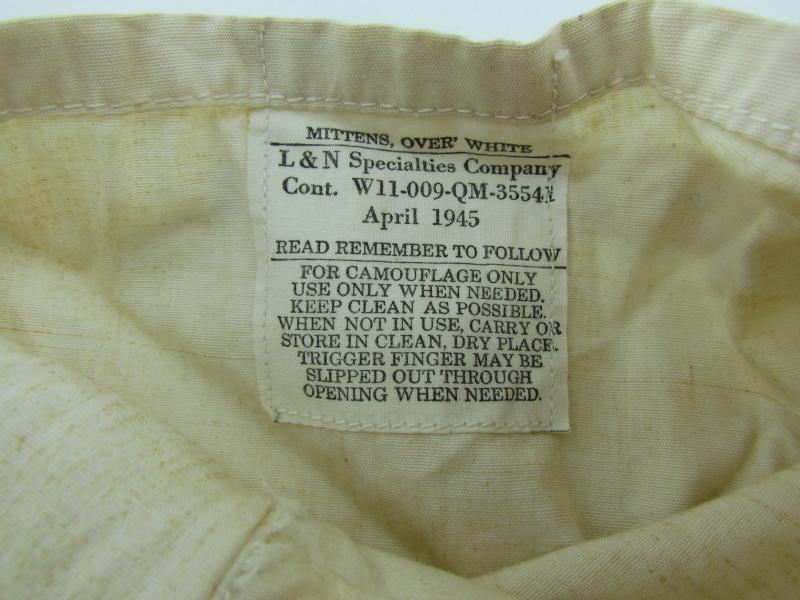 MITTENS, OVER' WHITE
L & N Specialties Company
Cont. W11-009-QM-35541
April 1945
READ REMEMBER TO FOLLOW
FOR CAMOUFLAGE ONLY
USE ONLY WHEN NEEDED.
KEEP CLEAN AS POSSIBLE.
WHEN NOT IN USE, CARRY OR
STORE IN CLEAN, DRY PLACE.
TRIGGER FINGER MAY BE
SLIPPED OUT THROUGH
OPENING WHEN NEEDED.